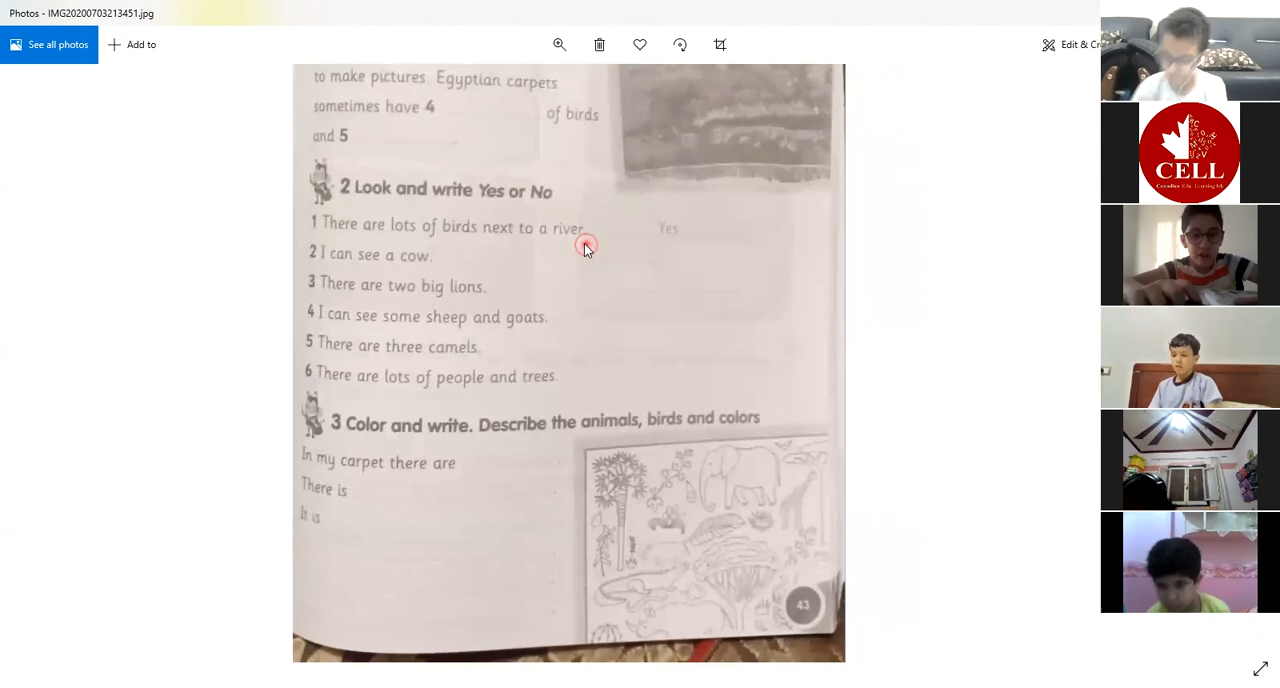 Photos - IMG20200703213451.jpg
See all photos
Add to
Edit & Cr
to make pictures. Egyptian carpets
sometimes have 4 of birds
and 5
2 Look and write Yes or No
1 There are lots of birds next to a river. Yes
2 I can see a cow.
3 There are two big lions.
4 I can see some sheep and goats.
5 There are three camels.
6 There are lots of people and trees.
3 Color and write. Describe the animals, birds and colors
In my carpet there are
There is
It is
43
CELL